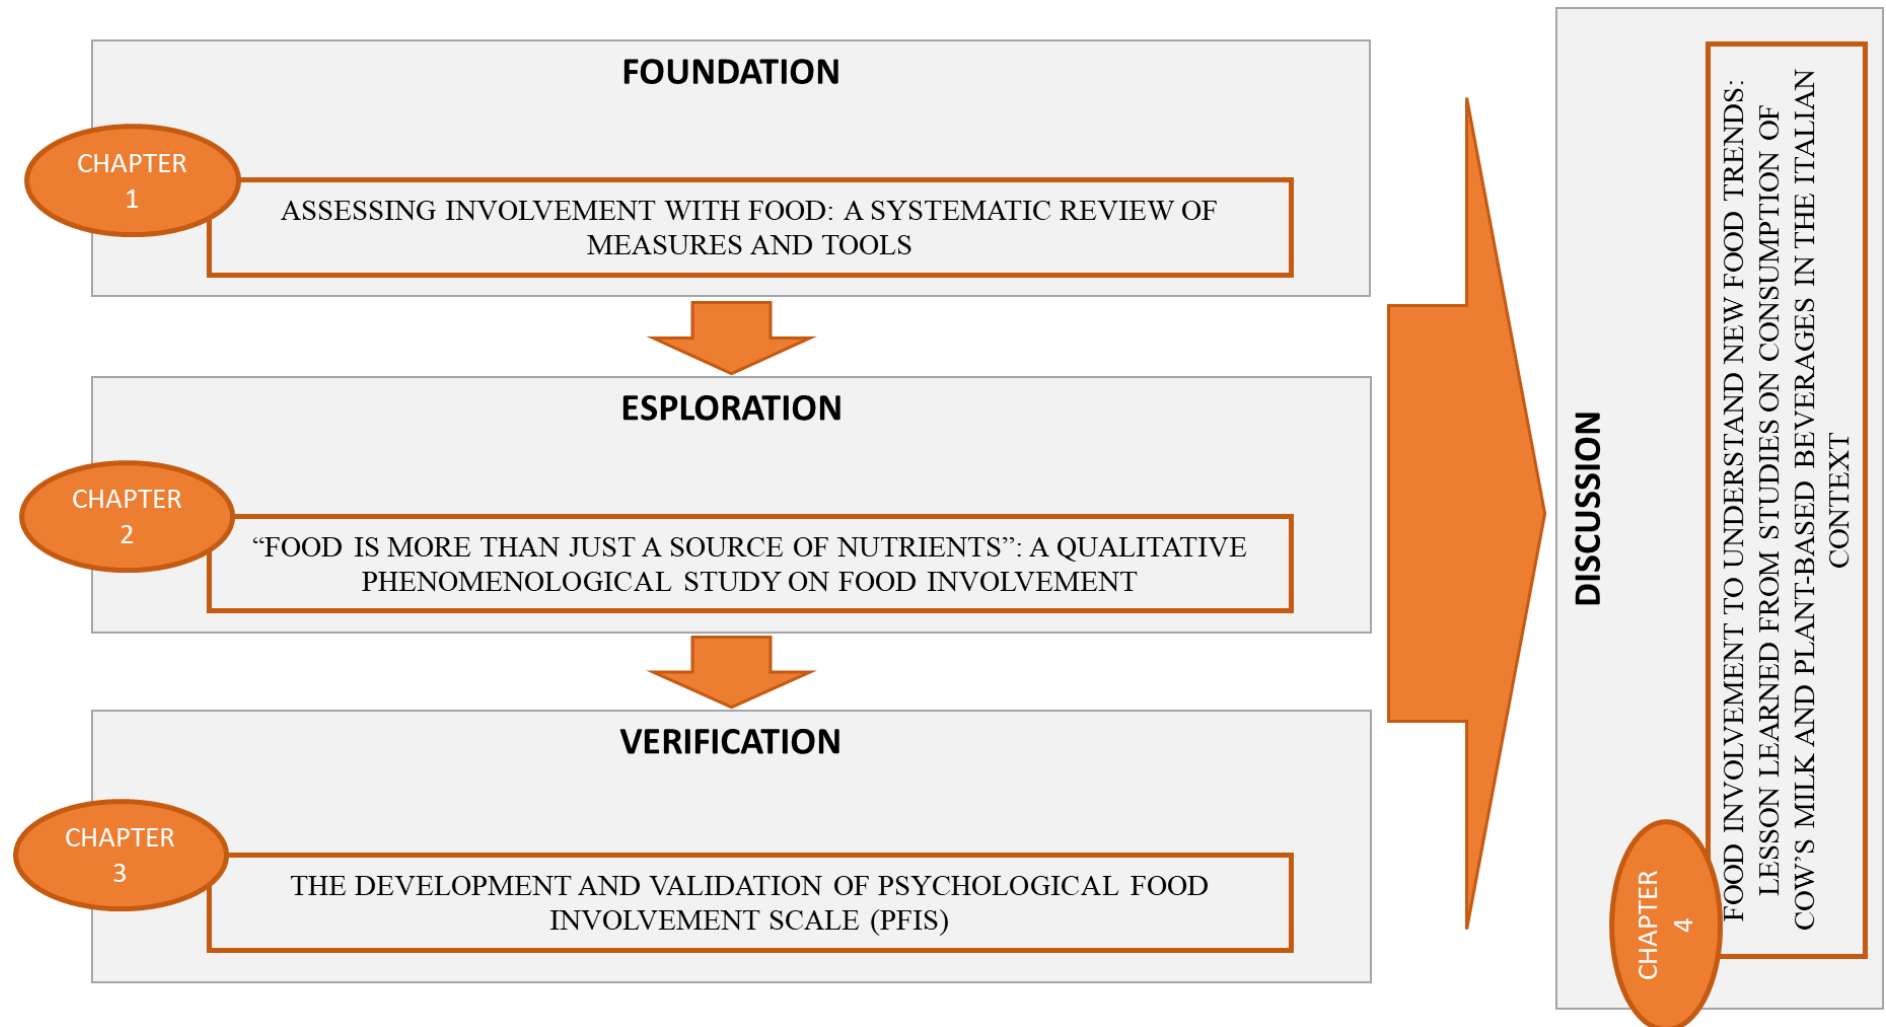 FOUNDATION
CHAPTER
1
ASSESSING INVOLVEMENT WITH FOOD: A SYSTEMATIC REVIEW OF
MEASURES AND TOOLS
ESPLORATION
CHAPTER
2
“FOOD IS MORE THAN JUST A SOURCE OF NUTRIENTS”: A QUALITATIVE
PHENOMENOLOGICAL STUDY ON FOOD INVOLVEMENT
VERIFICATION
CHAPTER
3
THE DEVELOPMENT AND VALIDATION OF PSYCHOLOGICAL FOOD
INVOLVEMENT SCALE (PFIS)
DISCUSSION
CHAPTER
4
FOOD INVOLVEMENT TO UNDERSTAND NEW FOOD TRENDS:
LESSON LEARNED FROM STUDIES ON CONSUMPTION OF
COW’S MILK AND PLANT-BASED BEVERAGES IN THE ITALIAN
CONTEXT